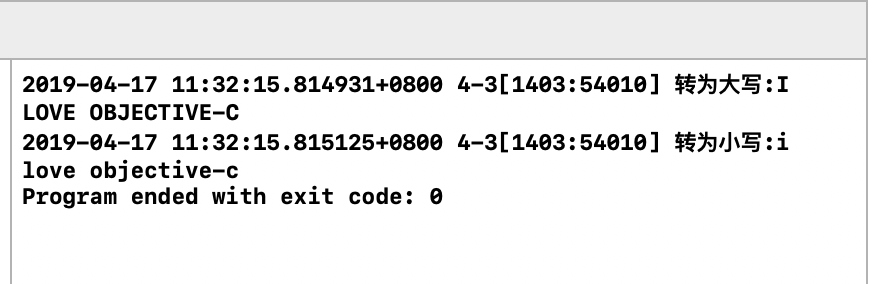 2019-04-17 11:32:15.814931+0800 4-3[1403:54010] 转为大写:I
LOVE OBJECTIVE-C
2019-04-17 11:32:15.815125+0800 4-3[1403:54010] 转为小写:i
love objective-c
Program ended with exit code: 0